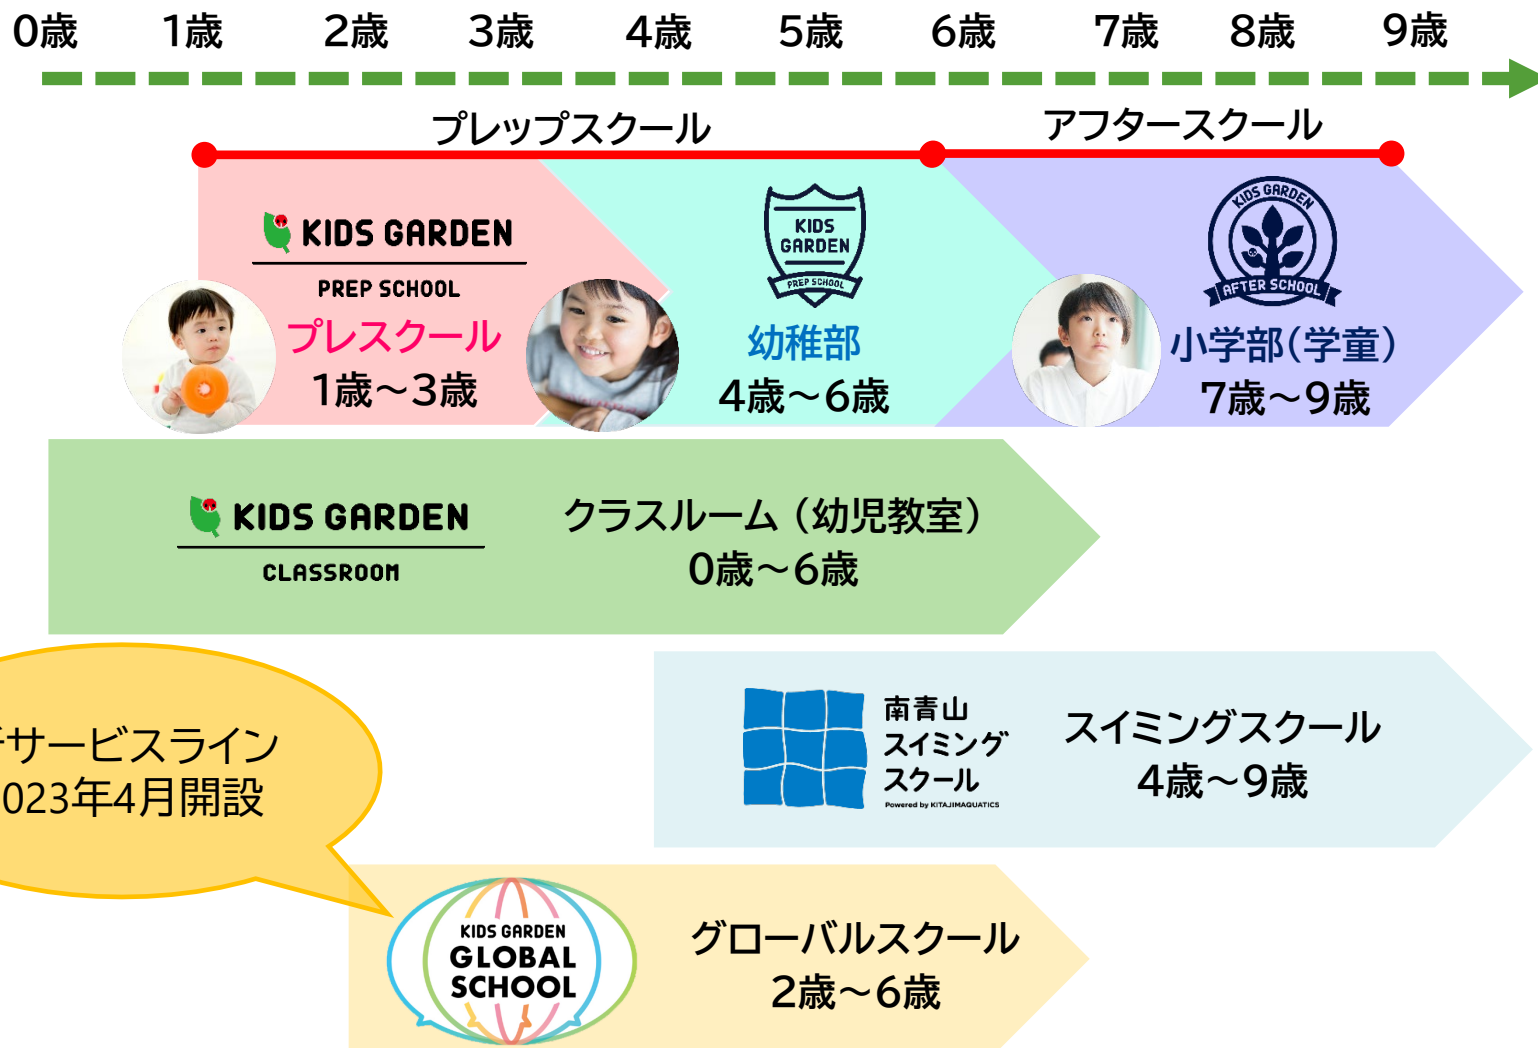 0歳 1歳 2歳 3歳 4歳 5歳 6歳 7歳 8歳 9歳
プレップスクール
アフタースクール
KIDS GARDEN
PREP SCHOOL
プレスクール
1歳～3歳
KIDS
GARDEN
PREP SCHOOL
幼稚部
4歳～6歳
KIDS GARDEN
AFTER SCHOOL
小学部（学童）
7歳～9歳
KIDS GARDEN
CLASSROOM
クラスルーム（幼児教室）
0歳～6歳
サービスライン
023年4月開設
南青山
スイミング
スクール
Powered by KITAJIMAQUATICS
スイミングスクール
4歳～9歳
KIDS GARDEN
GLOBAL
SCHOOL
グローバルスクール
2歳～6歳